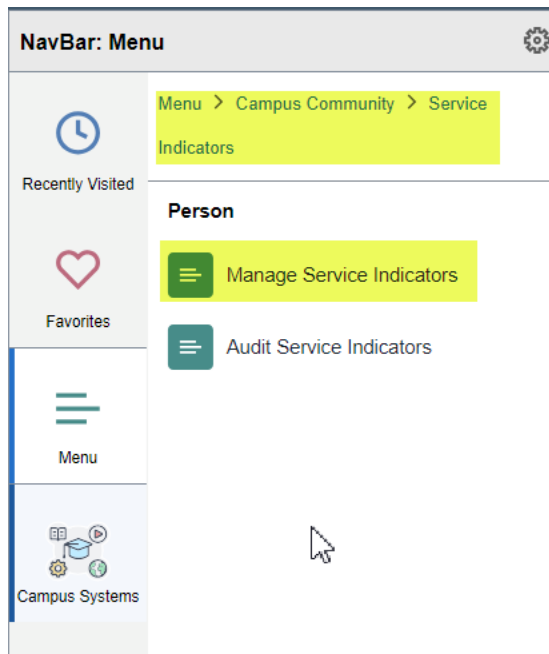 NavBar: Menu
Recently Visited
Favorites
Menu
Campus Systems
Menu > Campus Community > Service
Indicators
Person
Manage Service Indicators
Audit Service Indicators